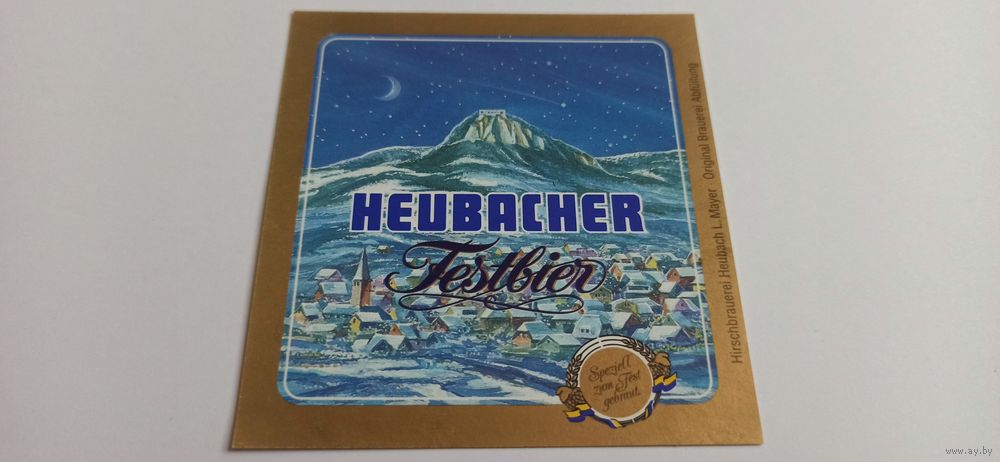 HEUBACHER
Festbier
Speziell
zum Fest
gebraut.
Hirschbrauerei Heubach L. Mayer · Original Brauerei Abfüllung
www.ay.by